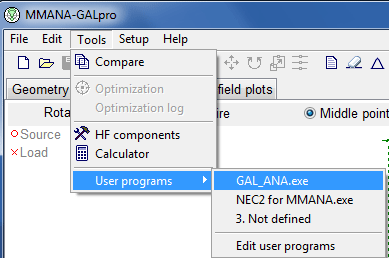 MMANA-GALpro
File Edit Tools Setup Help
Compare
Geometry
field plots
Optimization
Optimization log
Rota
ire
Middle point
Source
Load
HF components
Calculator
User programs
GAL_ANA.exe
NEC2 for MMANA.exe
3. Not defined
Edit user programs